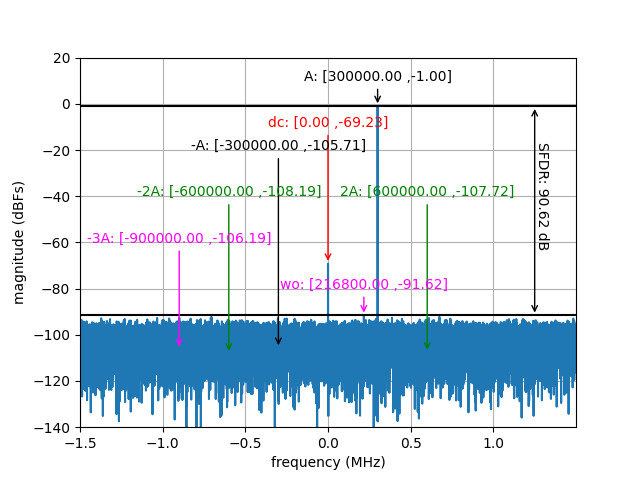 20
A: [300000.00 ,-1.00]
0
dc: [0.00 ,-69.23]
-A: [-300000.00 ,-105.71]
−20
SFDR: 90.62 dB
−40
-2A: [-600000.00 ,-108.19]
2A: [600000.00 ,-107.72]
magnitude (dBFs)
-3A: [-900000.00 ,-106.19]
−60
wo: [216800.00 ,-91.62]
−80
−100
−120
−140
−1.5
−1.0
−0.5
0.0
0.5
1.0
frequency (MHz)